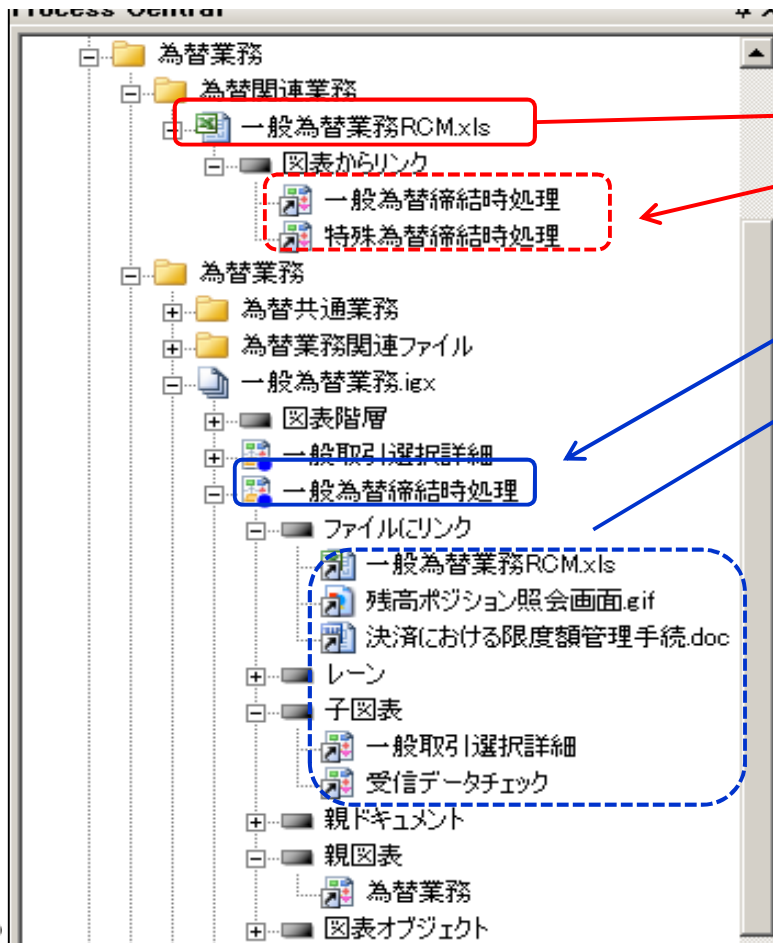 Process Central
為替業務
為替関連業務
一般為替業務RCM.xls
図表からリンク
一般為替締結時処理
特殊為替締結時処理
為替業務
為替共通業務
為替業務関連ファイル
一般為替業務.igx
図表階層
一般取引選択詳細
一般為替締結時処理
ファイルにリンク
一般為替業務RCM.xls
残高ポジション照会画面.gif
決済における限度額管理手続.doc
レーン
子図表
一般取引選択詳細
受信データチェック
親ドキュメント
親図表
為替業務
図表オブジェクト